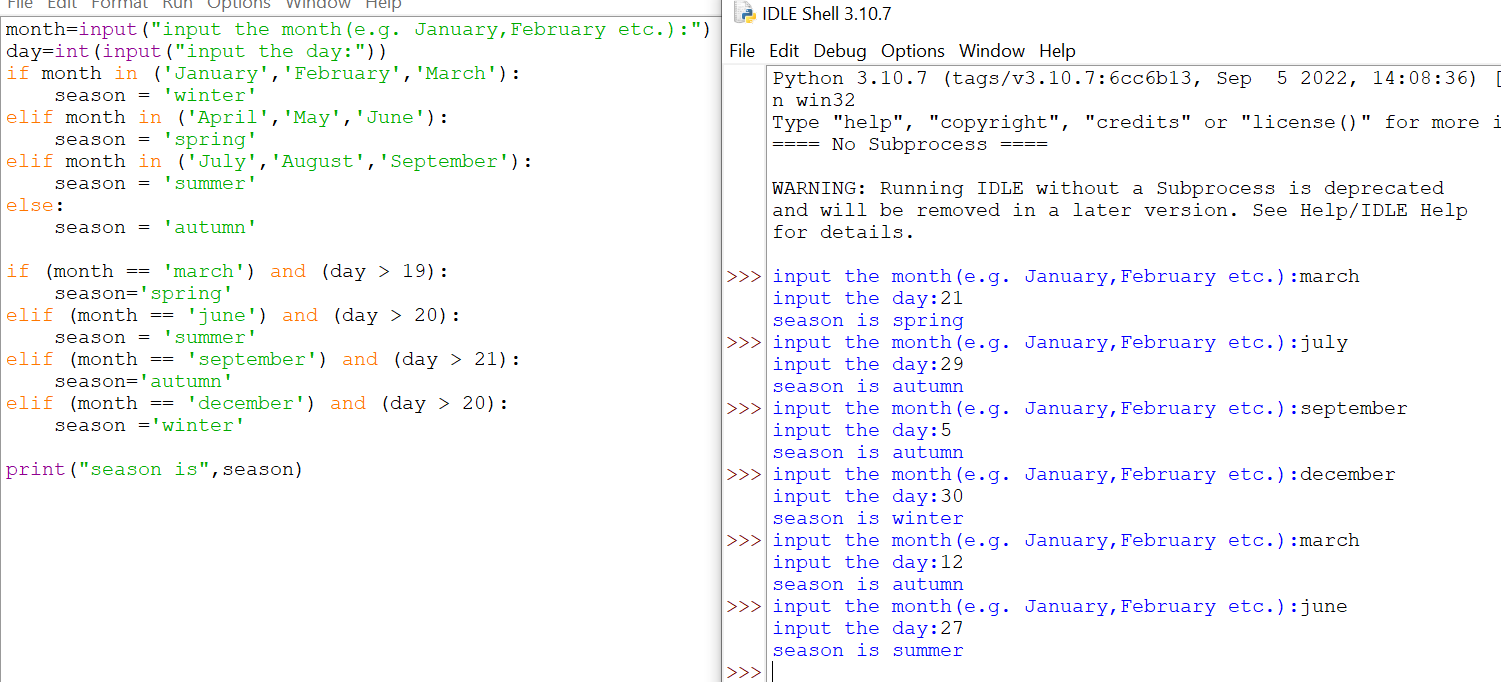 File Edit Format Run Options Window Help
month=input("input the month(e.g. January,February etc.):")
day=int(input("input the day:"))
if month in ('January','February','March'):
    season = 'winter'
elif month in ('April','May','June'):
    season = 'spring'
elif month in ('July','August','September'):
    season = 'summer'
else:
    season = 'autumn'
if (month == 'march') and (day > 19):
    season='spring'
elif (month == 'june') and (day > 20):
    season = 'summer'
elif (month == 'september') and (day > 21):
    season='autumn'
elif (month == 'december') and (day > 20):
    season ='winter'
print("season is",season)
IDLE Shell 3.10.7
File Edit Debug Options Window Help
Python 3.10.7 (tags/v3.10.7:6cc6b13, Sep  5 2022, 14:08:36) [
n win32
Type "help", "copyright", "credits" or "license()" for more i
==== No Subprocess ====
WARNING: Running IDLE without a Subprocess is deprecated
and will be removed in a later version. See Help/IDLE Help
for details.
>>> input the month(e.g. January,February etc.):march
input the day:21
season is spring
>>> input the month(e.g. January,February etc.):july
input the day:29
season is autumn
>>> input the month(e.g. January,February etc.):september
input the day:5
season is autumn
>>> input the month(e.g. January,February etc.):december
input the day:30
season is winter
>>> input the month(e.g. January,February etc.):march
input the day:12
season is autumn
>>> input the month(e.g. January,February etc.):june
input the day:27
season is summer
>>>